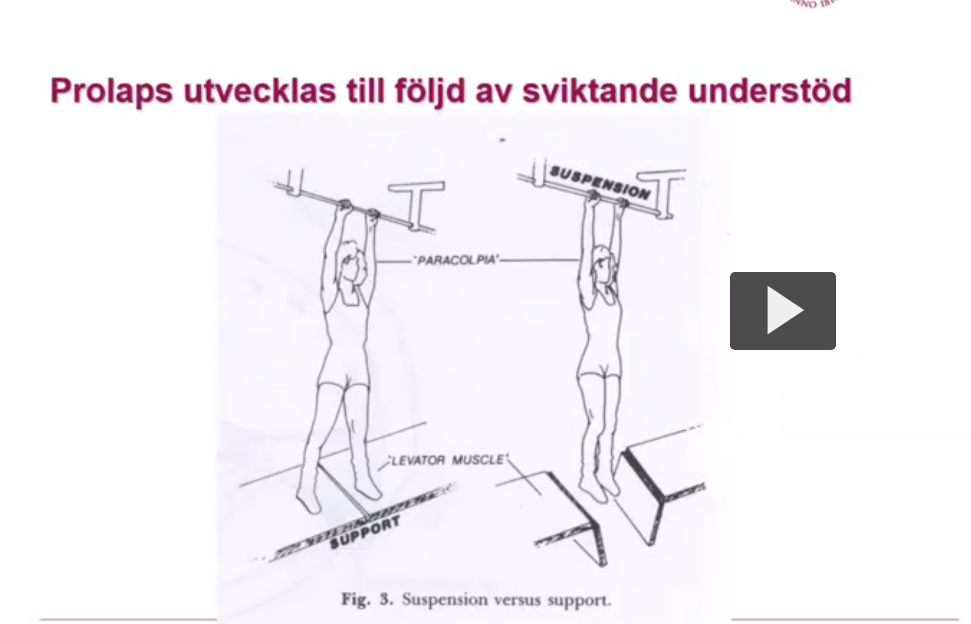 Prolaps utvecklas till följd av sviktande understöd
SUSPENSION
"PARACOLPIA"
"LEVATOR MUSCLE"
SUPPORT
Fig. 3. Suspension versus support.